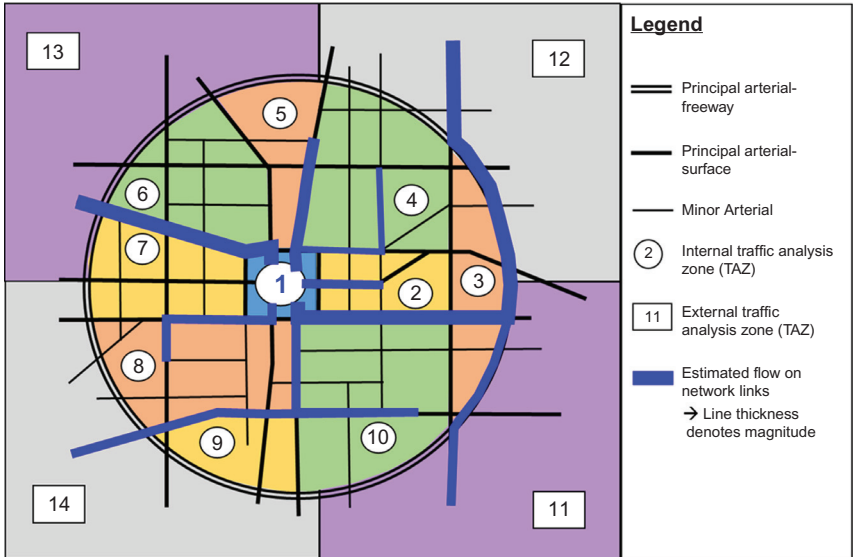 13
12
5
6
4
7
1
2
3
8
9
10
14
11
Legend
Principal arterial-
freeway
Principal arterial-
surface
Minor Arterial
2
Internal traffic analysis
zone (TAZ)
11
External traffic
analysis zone (TAZ)
Estimated flow on
network links
→ Line thickness
denotes magnitude